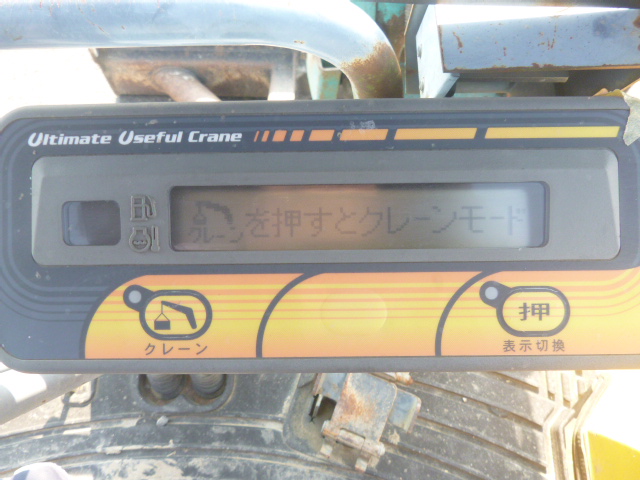 Ultimate Useful Crane
クレーン を押すとクレーンモード
クレーン
押
表示切換